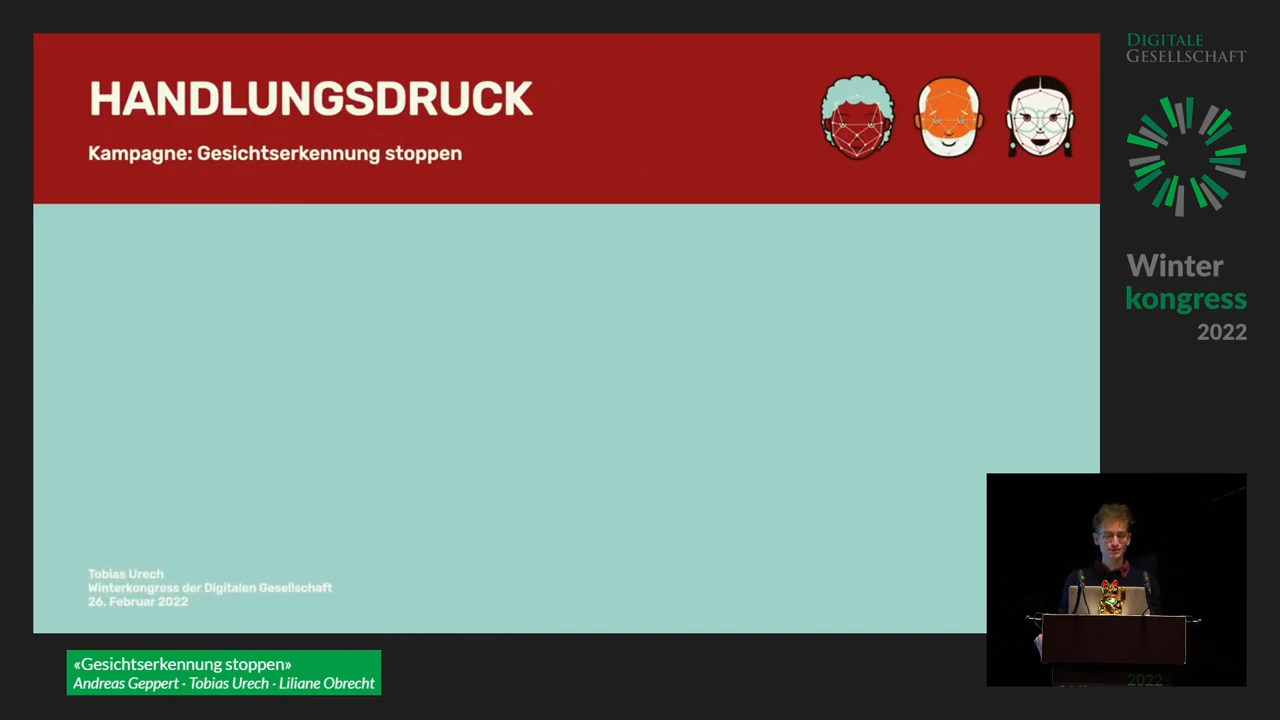 HANDLUNGSDRUCK
Kampagne: Gesichtserkennung stoppen
Tobias Urech
Winterkongress der Digitalen Gesellschaft
26. Februar 2022
DIGITALE
GESELLSCHAFT
Winter
kongress
2022
2022
«Gesichtserkennung stoppen»
Andreas Geppert · Tobias Urech · Liliane Obrecht